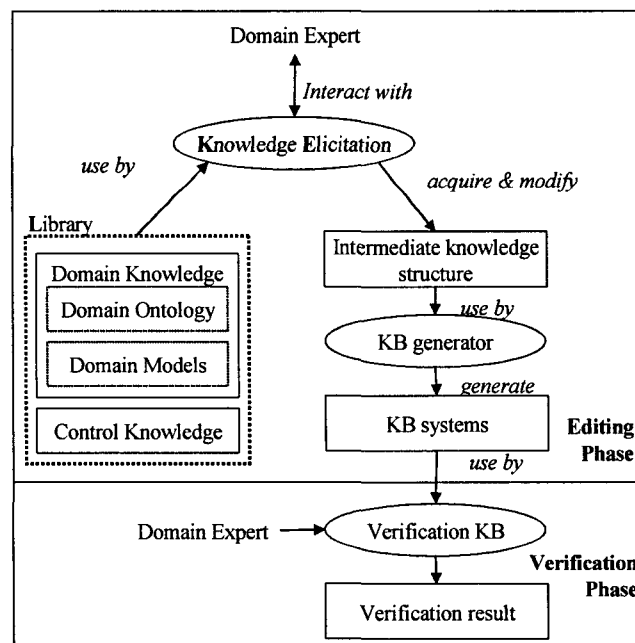 Domain Expert
Interact with
Knowledge Elicitation
use by
acquire & modify
Library
Domain Knowledge
Domain Ontology
Domain Models
Control Knowledge
Intermediate knowledge
structure
use by
KB generator
generate
KB systems
Editing
Phase
use by
Domain Expert
Verification KB
Verification
Phase
Verification result